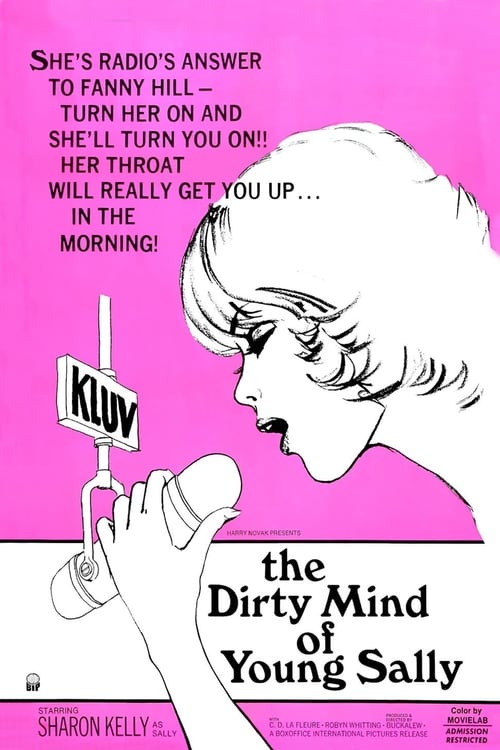 SHE'S RADIO'S ANSWER
TO FANNY HILL —
TURN HER ON AND
SHE'LL TURN YOU ON!!
HER THROAT
WILL REALLY GET YOU UP...
IN THE
MORNING!
KLUV
HARRY NOVAK PRESENTS
the
Dirty Mind
of
Young Sally
BIP
STARRING
SHARON KELLY AS
SALLY
WITH
C. D. LA FLEURE • ROBYN WHITTING •
PRODUCED &
DIRECTED BY
BUCKALEW •
A BOXOFFICE INTERNATIONAL PICTURES RELEASE
Color by
MOVIELAB
ADMISSION
RESTRICTED